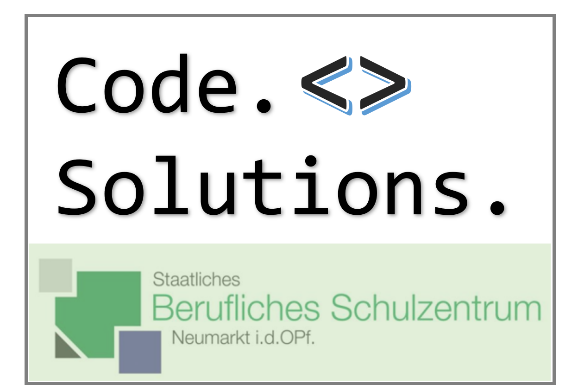 Code. <>
Solutions.
Staatliches
Berufliches Schulzentrum
Neumarkt i.d.OPf.